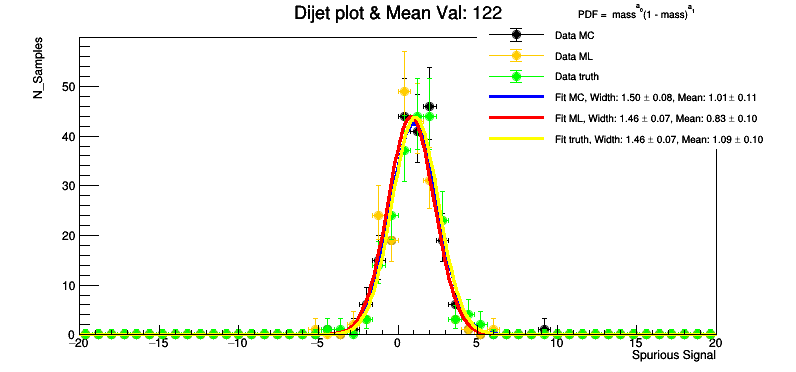 Dijet plot & Mean Val: 122
PDF = mass^a0 (1 - mass)^a1
Data MC
Data ML
Data truth
Fit MC, Width: 1.50 ± 0.08, Mean: 1.01 ± 0.11
Fit ML, Width: 1.46 ± 0.07, Mean: 0.83 ± 0.10
Fit truth, Width: 1.46 ± 0.07, Mean: 1.09 ± 0.10
N_Samples
50
40
30
20
10
0
−20 −15 −10 −5 0 5 10 15 20
Spurious Signal